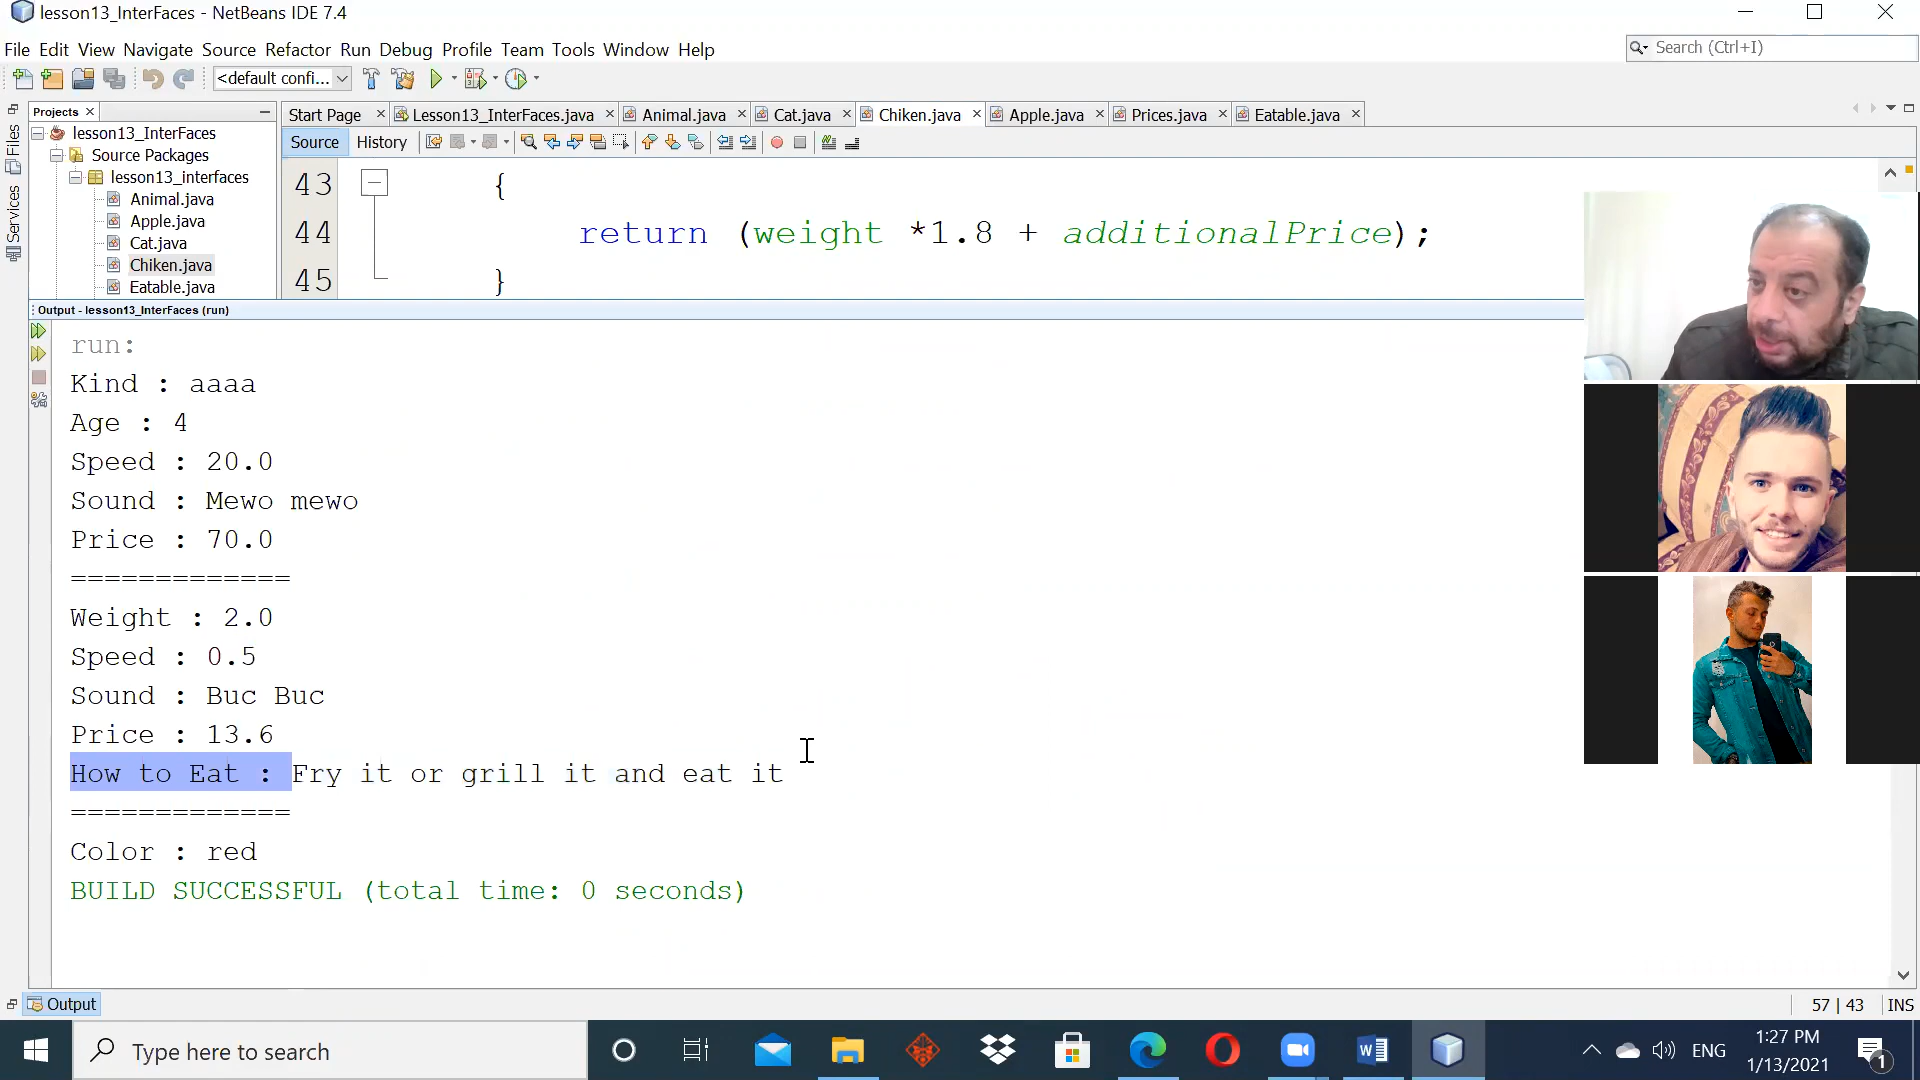 lesson13_InterFaces - NetBeans IDE 7.4
File Edit View Navigate Source Refactor Run Debug Profile Team Tools Window Help
Search (Ctrl+I)
<default confi...
Projects
Start Page Lesson13_InterFaces.java Animal.java Cat.java Chiken.java Apple.java Prices.java Eatable.java
Files
Services
lesson13_InterFaces
Source Packages
lesson13_interfaces
Animal.java
Apple.java
Cat.java
Chiken.java
Eatable.java
Source History
43 {
44 return (weight *1.8 + additionalPrice);
45 }
Output - lesson13_InterFaces (run)
run:
Kind : aaaa
Age : 4
Speed : 20.0
Sound : Mewo mewo
Price : 70.0
=============
Weight : 2.0
Speed : 0.5
Sound : Buc Buc
Price : 13.6
How to Eat : Fry it or grill it and eat it
=============
Color : red
BUILD SUCCESSFUL (total time: 0 seconds)
Output
57 | 43 INS
Type here to search
ENG
1:27 PM
1/13/2021
1